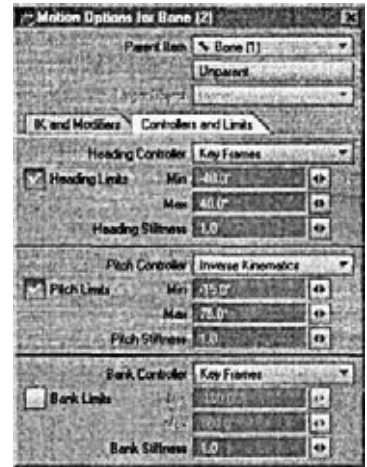 Motion Options for Bone (2)
Parent Item Bone (1)
Unparent
IK and Modifiers Controllers and Limits
Heading Controller Key Frames
Heading Limits Min -40.0°
Max 40.0°
Heading Stiffness 1.0
Pitch Controller Inverse Kinematics
Pitch Limits Min -15.0°
Max 75.0°
Pitch Stiffness 1.0
Bank Controller Key Frames
Bank Limits
Bank Stiffness 1.0